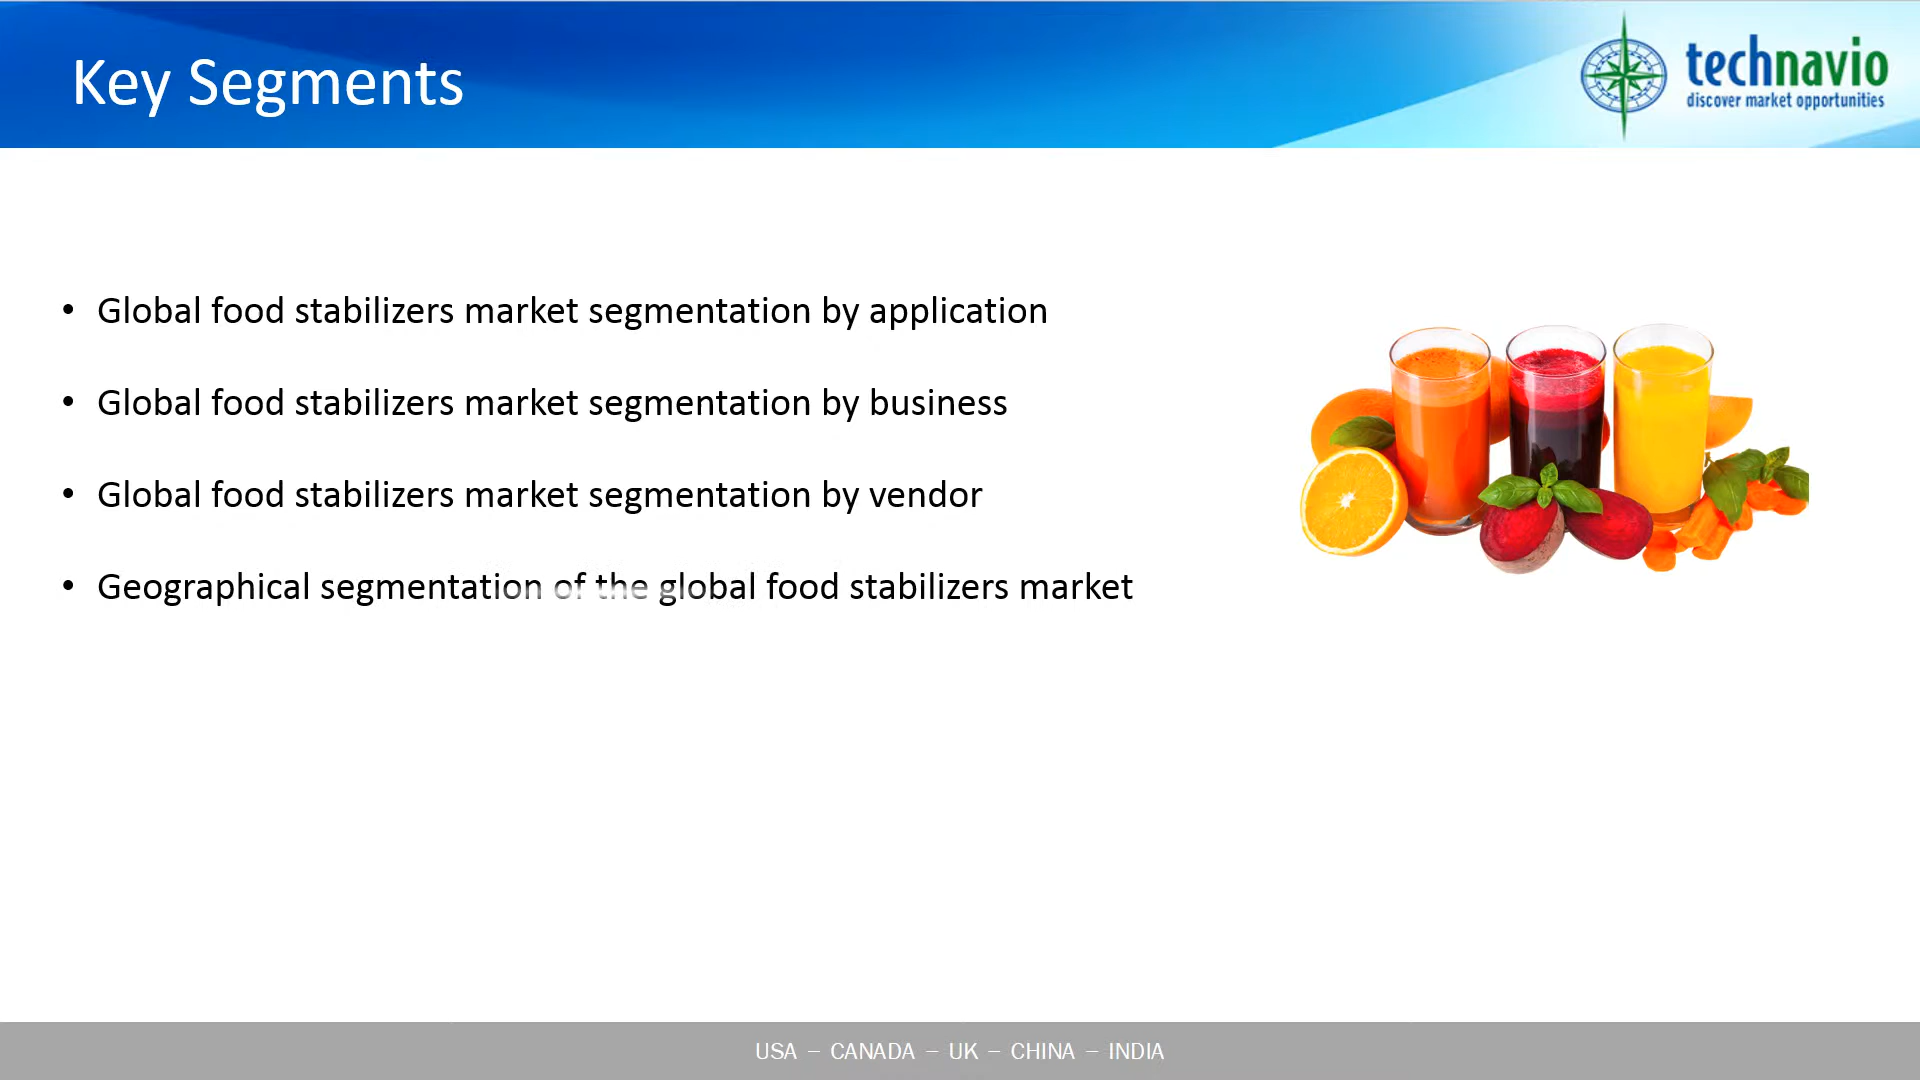 Key Segments
technavio
discover market opportunities
• Global food stabilizers market segmentation by application
• Global food stabilizers market segmentation by business
• Global food stabilizers market segmentation by vendor
• Geographical segmentation of the global food stabilizers market
USA – CANADA – UK – CHINA – INDIA